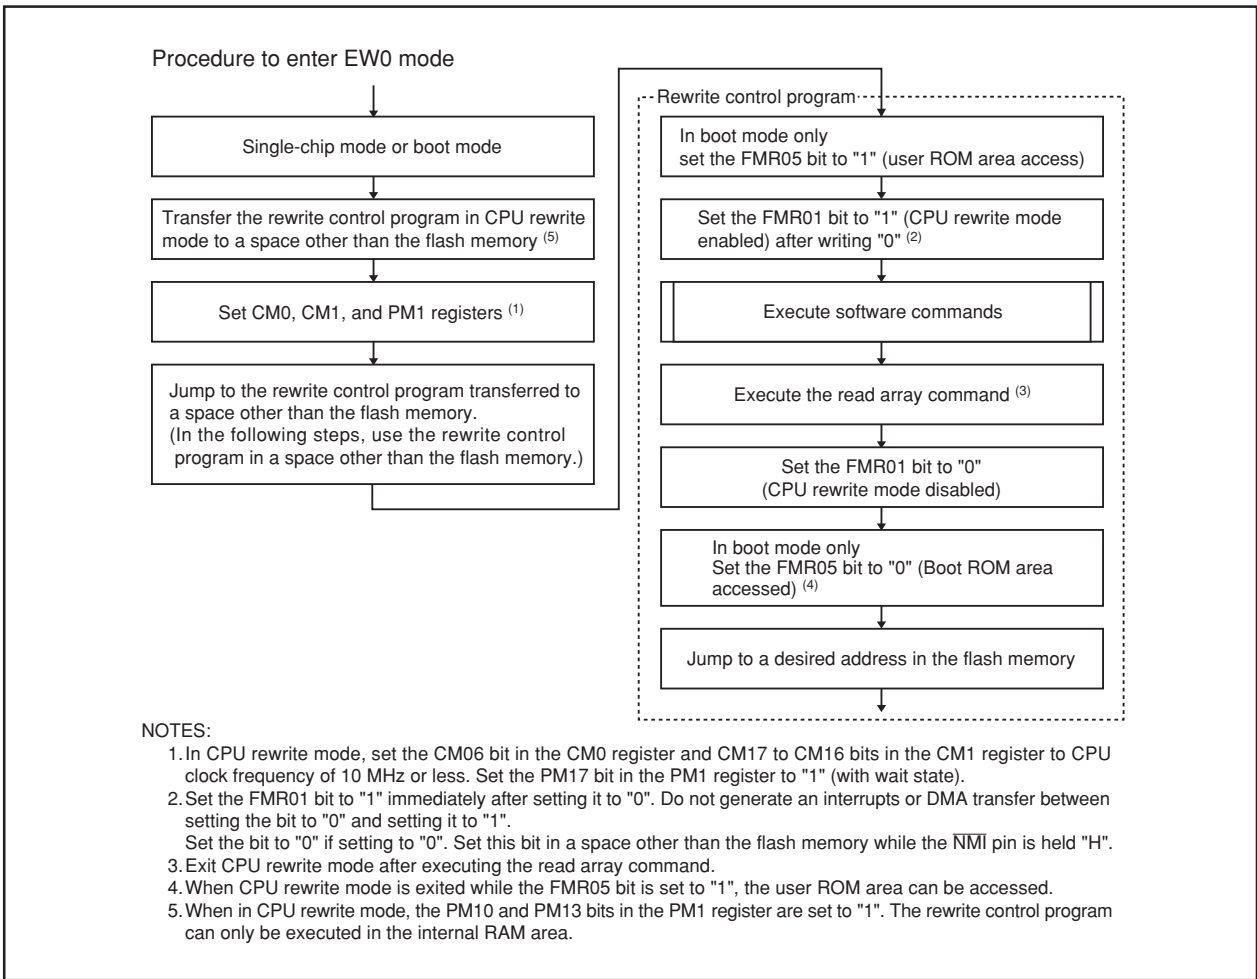 Procedure to enter EW0 mode
Single-chip mode or boot mode
Transfer the rewrite control program in CPU rewrite
mode to a space other than the flash memory (5)
Set CM0, CM1, and PM1 registers (1)
Jump to the rewrite control program transferred to
a space other than the flash memory.
(In the following steps, use the rewrite control
program in a space other than the flash memory.)
Rewrite control program
In boot mode only
set the FMR05 bit to "1" (user ROM area access)
Set the FMR01 bit to "1" (CPU rewrite mode
enabled) after writing "0" (2)
Execute software commands
Execute the read array command (3)
Set the FMR01 bit to "0"
(CPU rewrite mode disabled)
In boot mode only
Set the FMR05 bit to "0" (Boot ROM area
accessed) (4)
Jump to a desired address in the flash memory
NOTES:
1. In CPU rewrite mode, set the CM06 bit in the CM0 register and CM17 to CM16 bits in the CM1 register to CPU
clock frequency of 10 MHz or less. Set the PM17 bit in the PM1 register to "1" (with wait state).
2. Set the FMR01 bit to "1" immediately after setting it to "0". Do not generate an interrupts or DMA transfer between
setting the bit to "0" and setting it to "1".
Set the bit to "0" if setting to "0". Set this bit in a space other than the flash memory while the NMI pin is held "H".
3. Exit CPU rewrite mode after executing the read array command.
4. When CPU rewrite mode is exited while the FMR05 bit is set to "1", the user ROM area can be accessed.
5. When in CPU rewrite mode, the PM10 and PM13 bits in the PM1 register are set to "1". The rewrite control program
can only be executed in the internal RAM area.